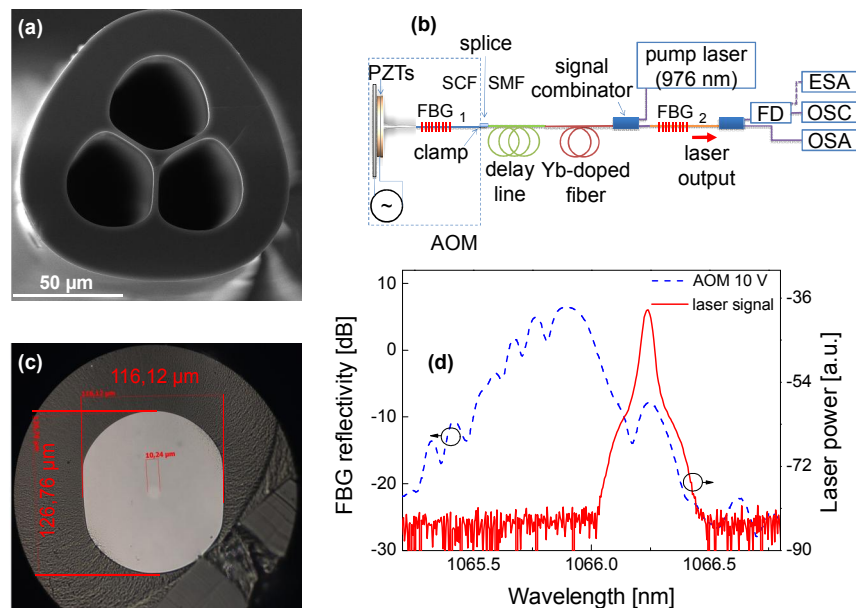 (a)
50 µm
(b)
splice
PZTs
SCF
SMF
signal
combinator
pump laser
(976 nm)
ESA
FBG
1
FBG
2
FD
OSC
OSA
clamp
delay
line
Yb-doped
fiber
laser
output
~
AOM
(c)
116,12 µm
126,76 µm
10,24 µm
(d)
AOM 10 V
laser signal
10
0
-10
-20
-30
FBG reflectivity [dB]
-36
-54
-72
-90
Laser power [a.u.]
1065.5
1066.0
1066.5
Wavelength [nm]